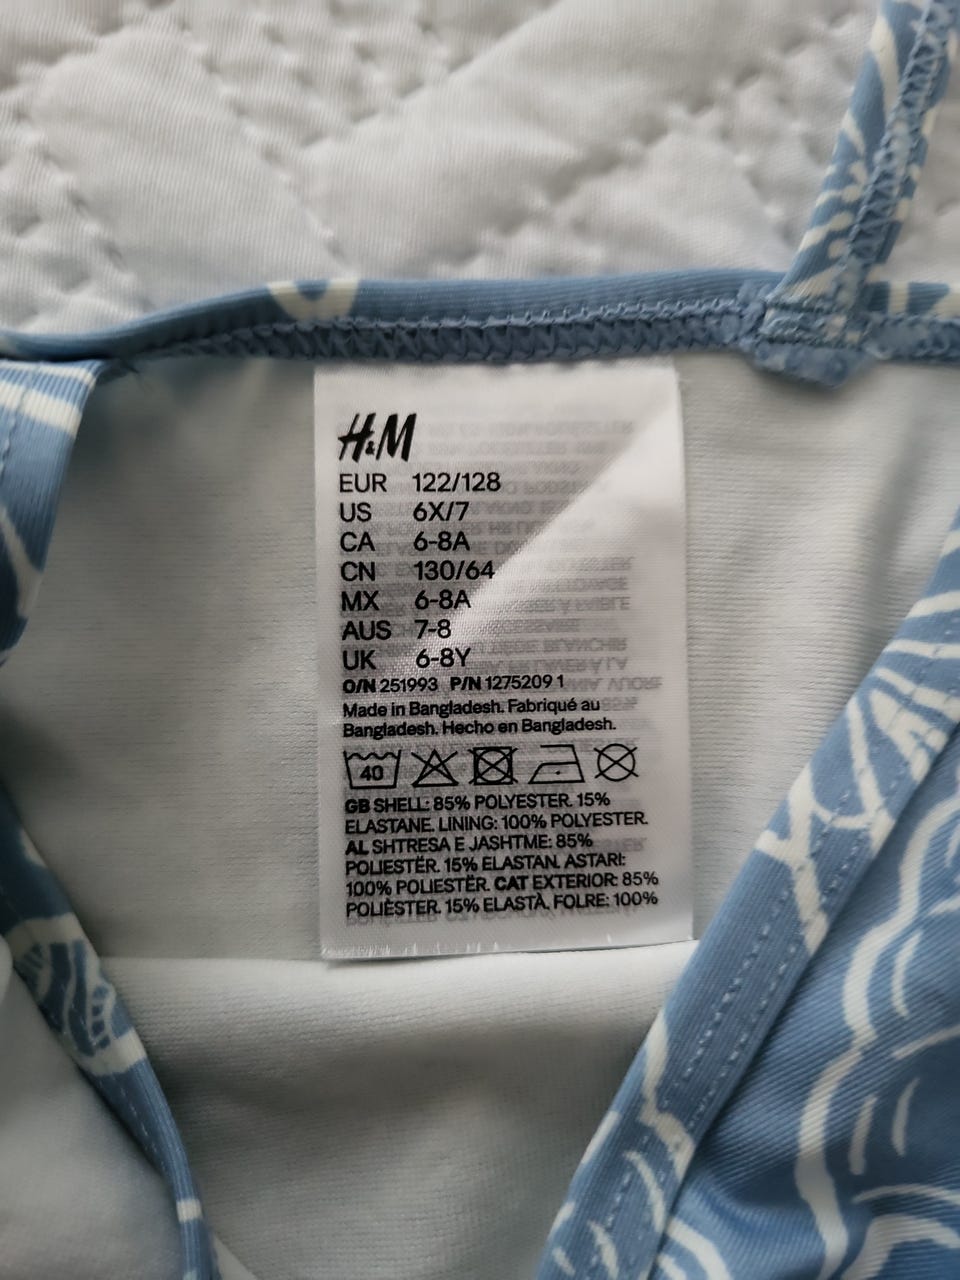 H&M
EUR 122/128
US 6X/7
CA 6-8A
CN 130/64
MX 6-8A
AUS 7-8
UK 6-8Y
O/N 251993 P/N 1275209 1
Made in Bangladesh. Fabriqué au
Bangladesh. Hecho en Bangladesh.
40
GB SHELL: 85% POLYESTER. 15%
ELASTANE. LINING: 100% POLYESTER.
AL SHTRESA E JASHTME: 85%
POLIESTËR. 15% ELASTAN. ASTARI:
100% POLIESTËR. CAT EXTERIOR: 85%
POLIÈSTER. 15% ELASTÀ. FOLRE: 100%